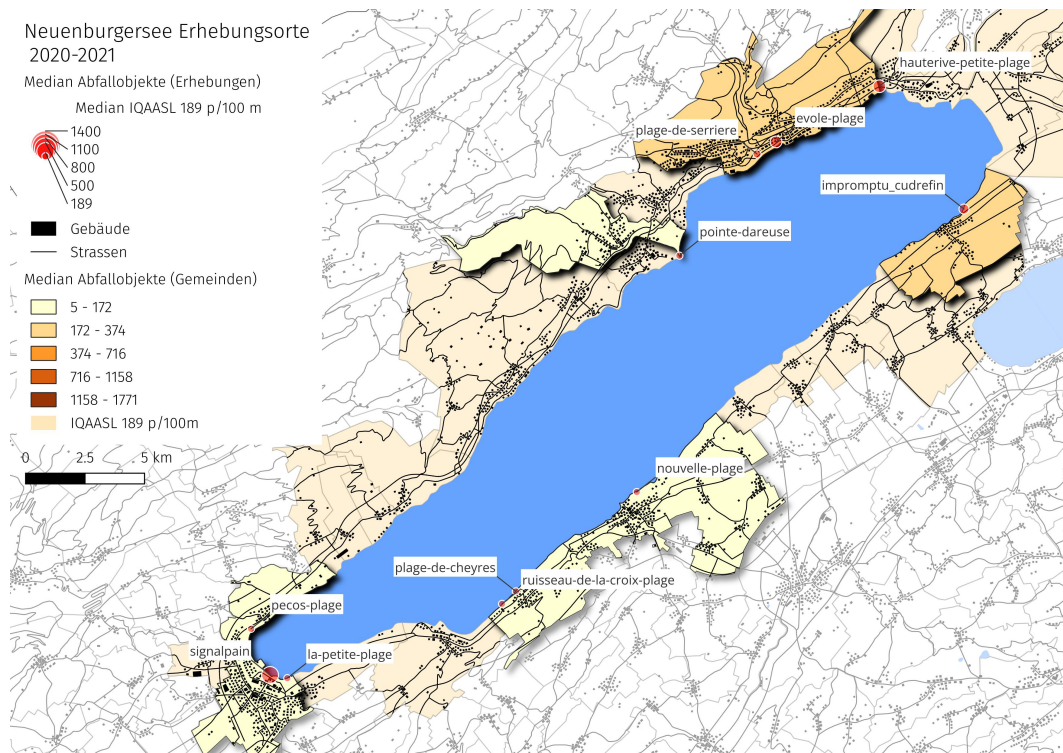 Neuenburgersee Erhebungsorte
2020-2021
Median Abfallobjekte (Erhebungen)
Median IQAASL 189 p/100 m
1400
1100
800
500
189
Gebäude
Strassen
Median Abfallobjekte (Gemeinden)
5 - 172
172 - 374
374 - 716
716 - 1158
1158 - 1771
IQAASL 189 p/100m
0 2.5 5 km
hauterive-petite-plage
evole-plage
plage-de-serriere
impromptu_cudrefin
pointe-dareuse
nouvelle-plage
plage-de-cheyres
ruisseau-de-la-croix-plage
pecos-plage
signalpain
la-petite-plage